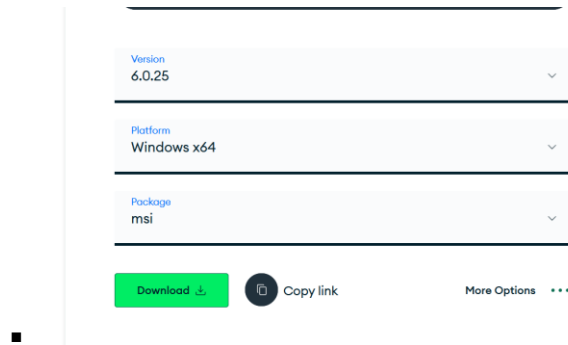 Version
6.0.25
Platform
Windows x64
Package
msi
Download
Copy link
More Options